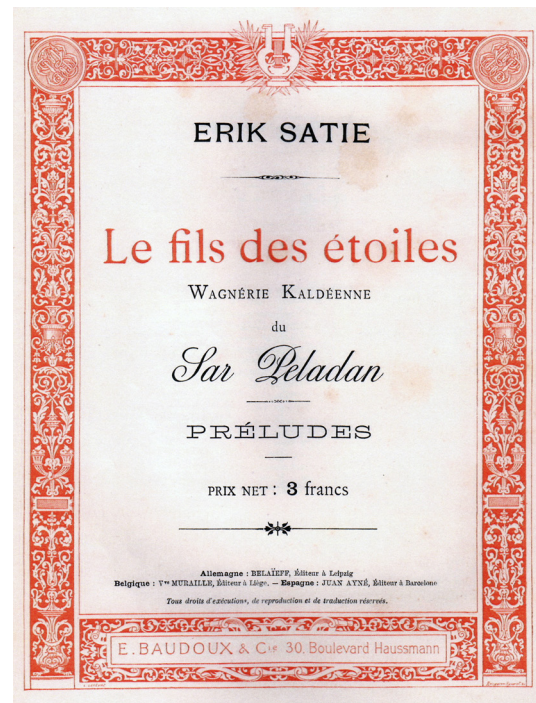 ERIK SATIE
Le fils des étoiles
WAGNÉRIE KALDÉENNE
du
Sar Peladan
PRÉLUDES
PRIX NET : 3 francs
Allemagne : BELAÏEFF, Éditeur à Leipzig
Belgique : Vve MURAILLE, Éditeur à Liége. — Espagne : JUAN AYNÉ, Éditeur à Barcelone
Tous droits d'exécutions, de reproduction et de traduction réservés.
E. BAUDOUX & Cie 30, Boulevard Haussmann